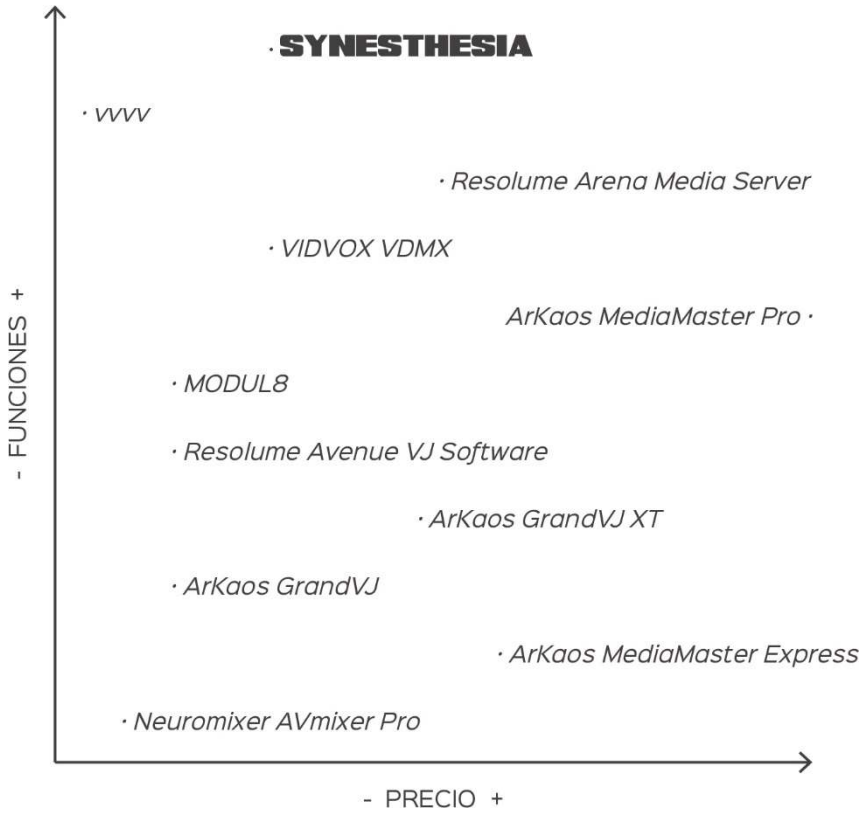 · SYNESTHESIA
· vvvv
· Resolume Arena Media Server
· VIDVOX VDMX
ArKaos MediaMaster Pro ·
· MODUL8
· Resolume Avenue VJ Software
· ArKaos GrandVJ XT
· ArKaos GrandVJ
· ArKaos MediaMaster Express
· Neuromixer AVmixer Pro
- FUNCIONES +
- PRECIO +